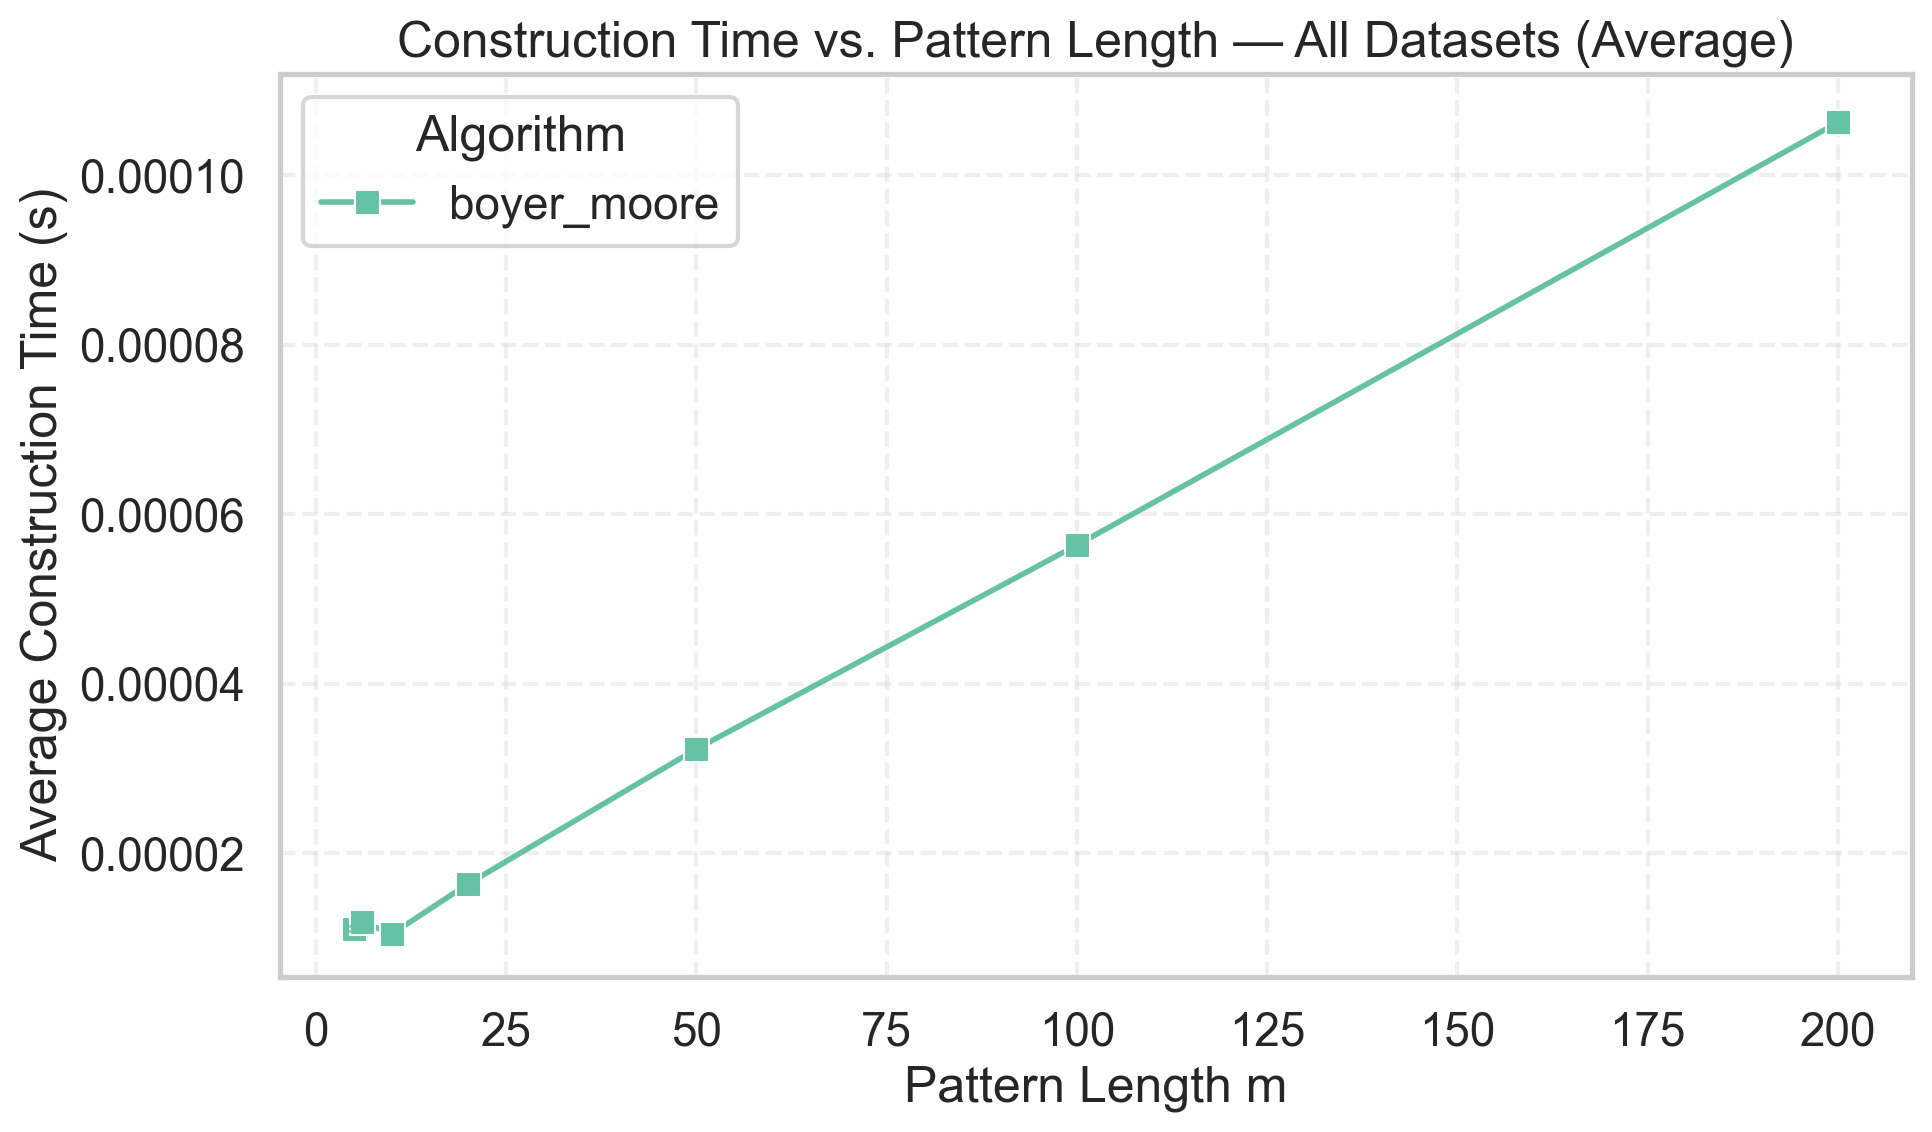 Construction Time vs. Pattern Length — All Datasets (Average)
Algorithm
boyer_moore
Average Construction Time (s)
0.00010
0.00008
0.00006
0.00004
0.00002
0 25 50 75 100 125 150 175 200
Pattern Length m